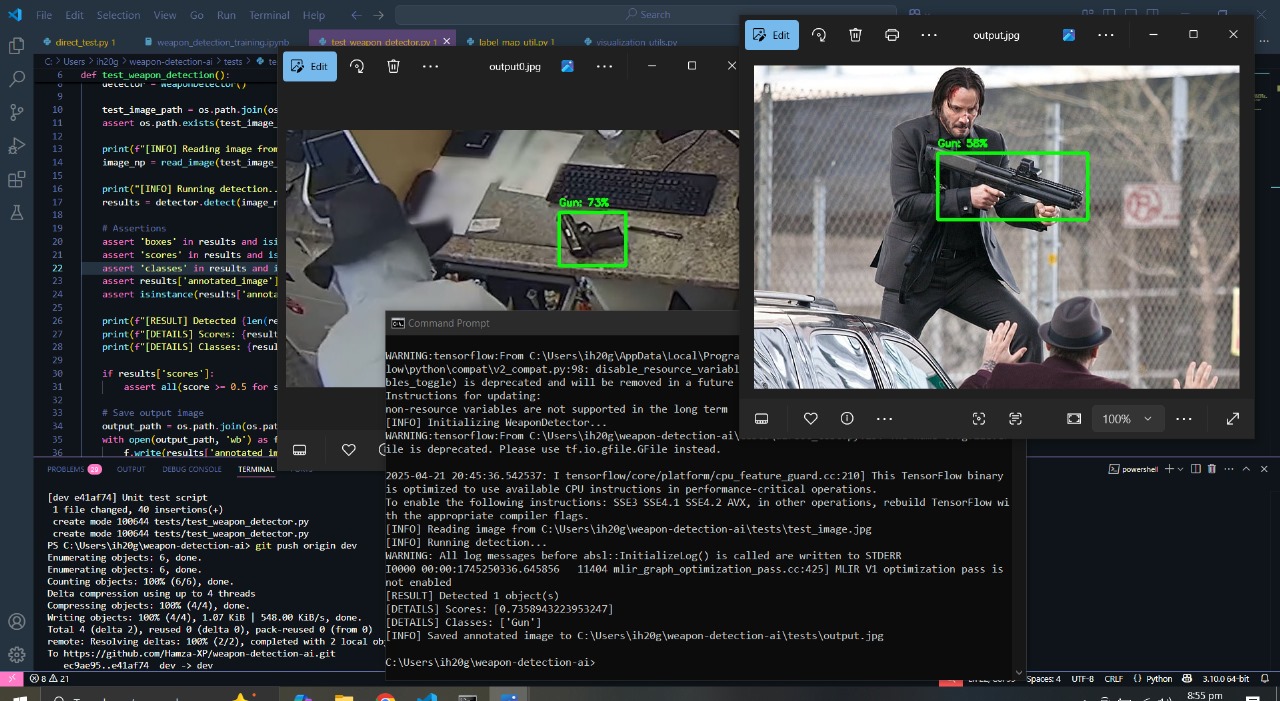 File Edit Selection View Go Run Terminal Help
Search
direct_test.py 1
weapon_detection_training.ipynb
test_weapon_detector.py 1
label_map_util.py 1
visualization_utils.py
C: > Users > ih20g > weapon-detection-ai > tests >
6 def test_weapon_detection():
8 detector = WeaponDetector()
9
10 test_image_path = os.path.join(os
11 assert os.path.exists(test_image_
12
13 print(f"[INFO] Reading image from
14 image_np = read_image(test_image_
15
16 print("[INFO] Running detection..
17 results = detector.detect(image_n
18
19 # Assertions
20 assert 'boxes' in results and isi
21 assert 'scores' in results and is
22 assert 'classes' in results and i
23 assert results['annotated_image']
24 assert isinstance(results['annota
25
26 print(f"[RESULT] Detected {len(re
27 print(f"[DETAILS] Scores: {result
28 print(f"[DETAILS] Classes: {resul
29
30 if results['scores']:
31 assert all(score >= 0.5 for s
32
33 # Save output image
34 output_path = os.path.join(os.pat
35 with open(output_path, 'wb') as f
36 f.write(results['annotated_im
Edit
output0.jpg
Gun: 73%
Edit
output.jpg
Gun: 58%
100%
Command Prompt
WARNING:tensorflow:From C:\Users\ih20g\AppData\Local\Progra
low\python\compat\v2_compat.py:98: disable_resource_variabl
bles_toggle) is deprecated and will be removed in a future
Instructions for updating:
non-resource variables are not supported in the long term
[INFO] Initializing WeaponDetector...
WARNING:tensorflow:From C:\Users\ih20g\weapon-detection-ai\
ile is deprecated. Please use tf.io.gfile.GFile instead.
2025-04-21 20:45:36.542537: I tensorflow/core/platform/cpu_feature_guard.cc:210] This TensorFlow binary
is optimized to use available CPU instructions in performance-critical operations.
To enable the following instructions: SSE3 SSE4.1 SSE4.2 AVX, in other operations, rebuild TensorFlow wi
th the appropriate compiler flags.
[INFO] Reading image from C:\Users\ih20g\weapon-detection-ai\tests\test_image.jpg
[INFO] Running detection...
WARNING: All log messages before absl::InitializeLog() is called are written to STDERR
I0000 00:00:1745250336.645856 11404 mlir_graph_optimization_pass.cc:425] MLIR V1 optimization pass is
not enabled
[RESULT] Detected 1 object(s)
[DETAILS] Scores: [0.7358943223953247]
[DETAILS] Classes: ['Gun']
[INFO] Saved annotated image to C:\Users\ih20g\weapon-detection-ai\tests\output.jpg
C:\Users\ih20g\weapon-detection-ai>
PROBLEMS 29 OUTPUT DEBUG CONSOLE TERMINAL
powershell
[dev e41af74] Unit test script
1 file changed, 40 insertions(+)
create mode 100644 tests/test_weapon_detector.py
create mode 100644 tests/test_weapon_detector.py
PS C:\Users\ih20g\weapon-detection-ai> git push origin dev
Enumerating objects: 6, done.
Enumerating objects: 6, done.
Counting objects: 100% (6/6), done.
Delta compression using up to 4 threads
Compressing objects: 100% (4/4), done.
Writing objects: 100% (4/4), 1.07 KiB | 548.00 KiB/s, done.
Total 4 (delta 2), reused 0 (delta 0), pack-reused 0 (from 0)
remote: Resolving deltas: 100% (2/2), completed with 2 local obj
To https://github.com/Hamza-XP/weapon-detection-ai.git
ec9ae95..e41af74 dev -> dev
8 21
Spaces: 4 UTF-8 CRLF Python 3.10.0 64-bit
8:55 pm